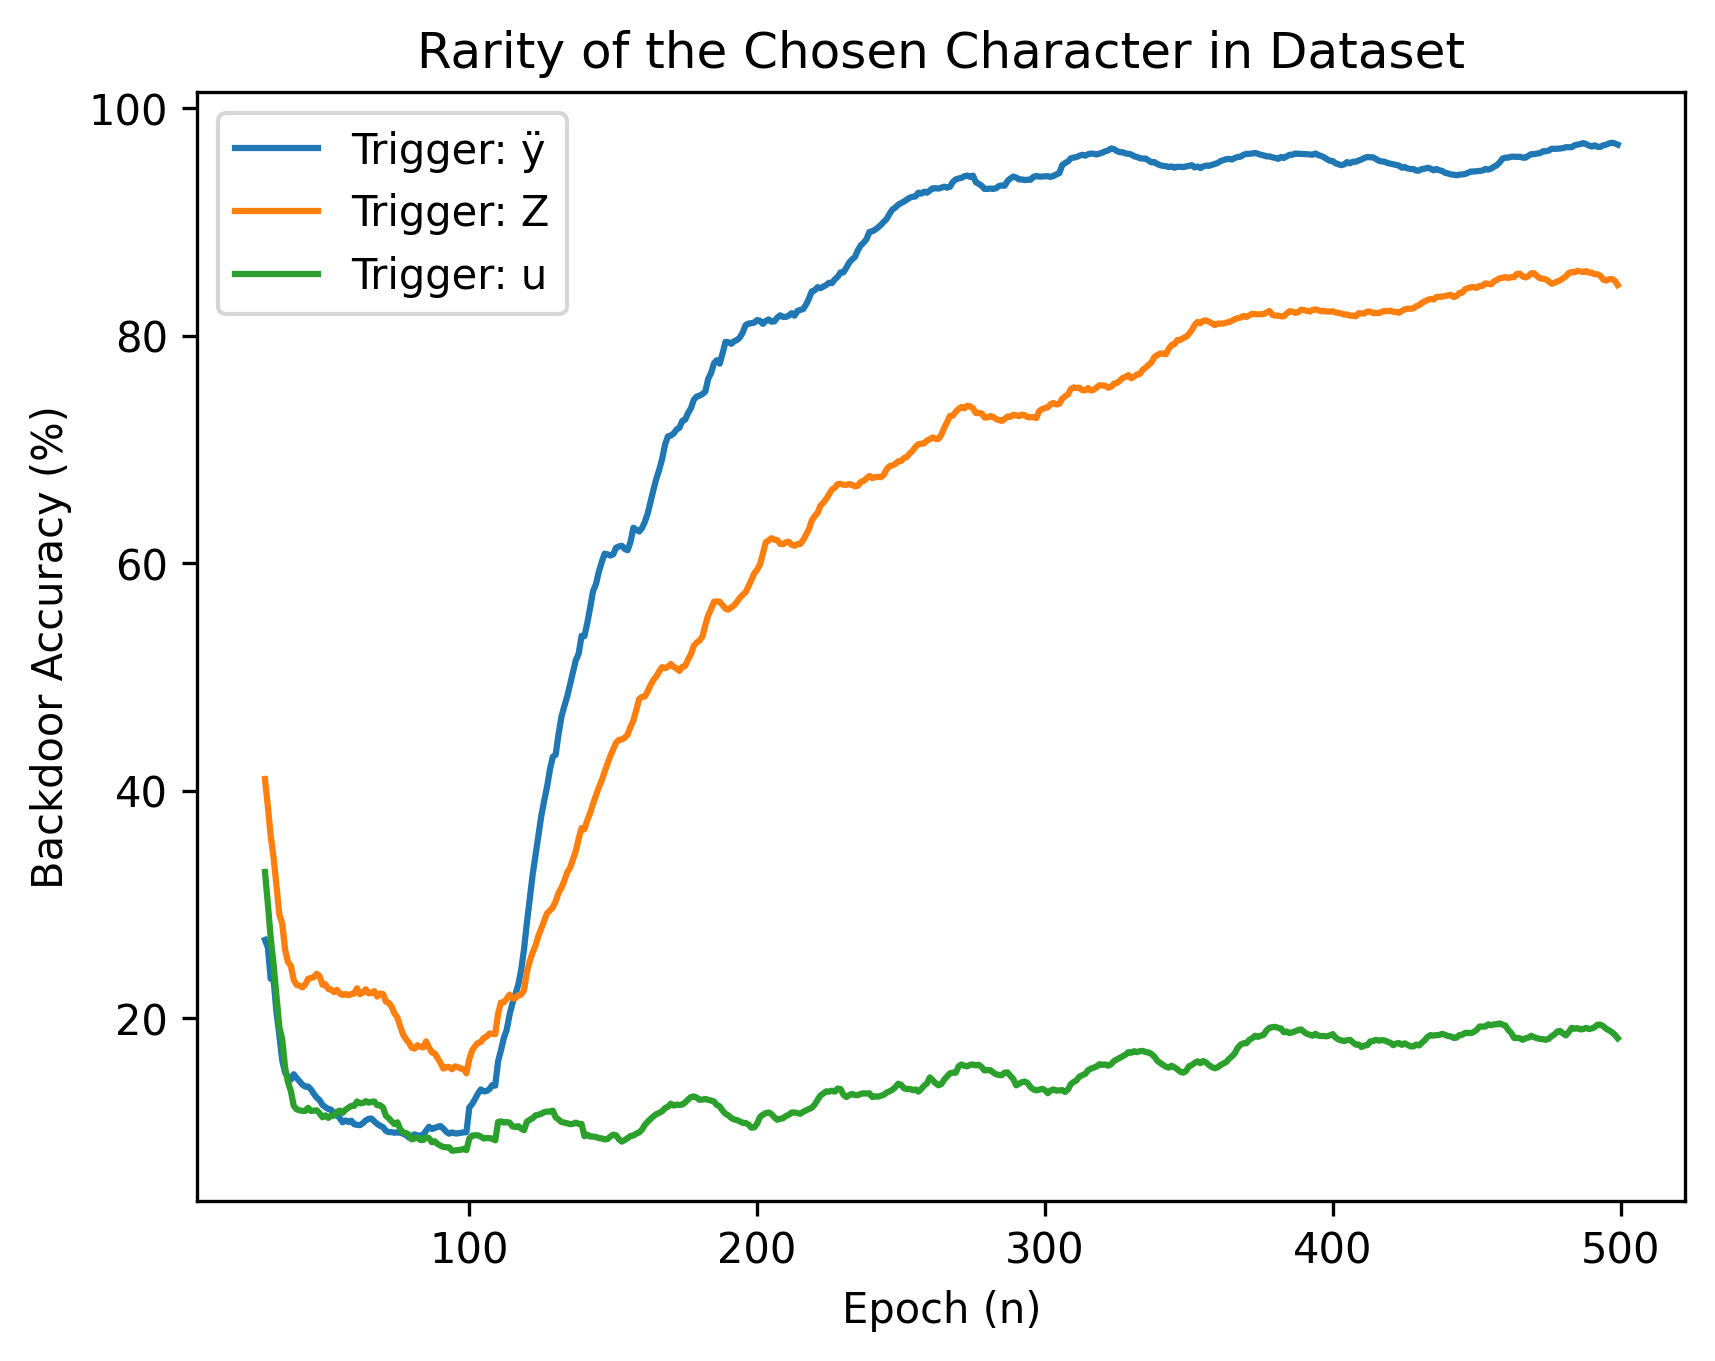 Rarity of the Chosen Character in Dataset
100
80
60
40
20
Backdoor Accuracy (%)
Trigger: ÿ
Trigger: Z
Trigger: u
100
200
300
400
500
Epoch (n)